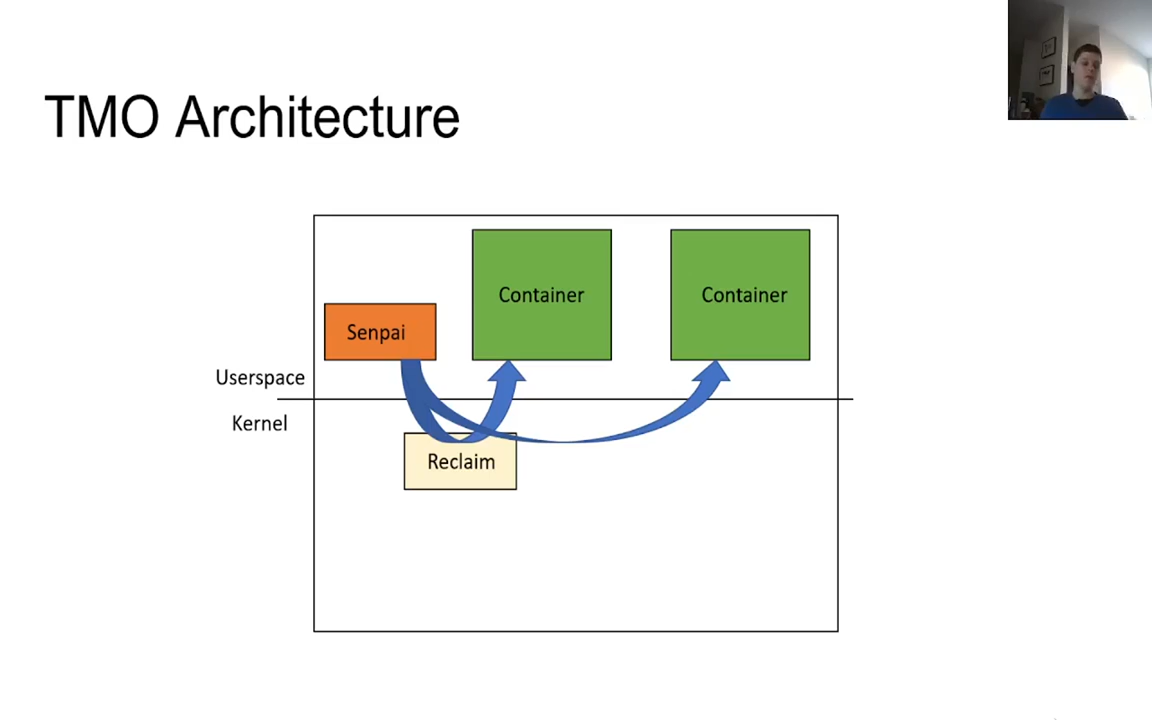 TMO Architecture
Container
Container
Senpai
Userspace
Kernel
Reclaim